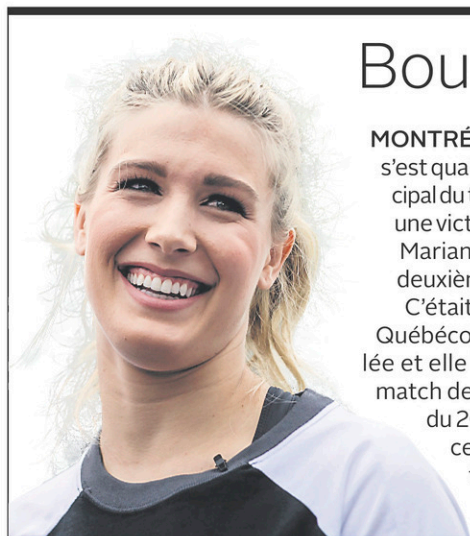 Bou
MONTRÉ
s'est qua
cipal du t
une vict
Marian
deuxièn
C'était
Québéco
lée et elle
match de
du 2
ce